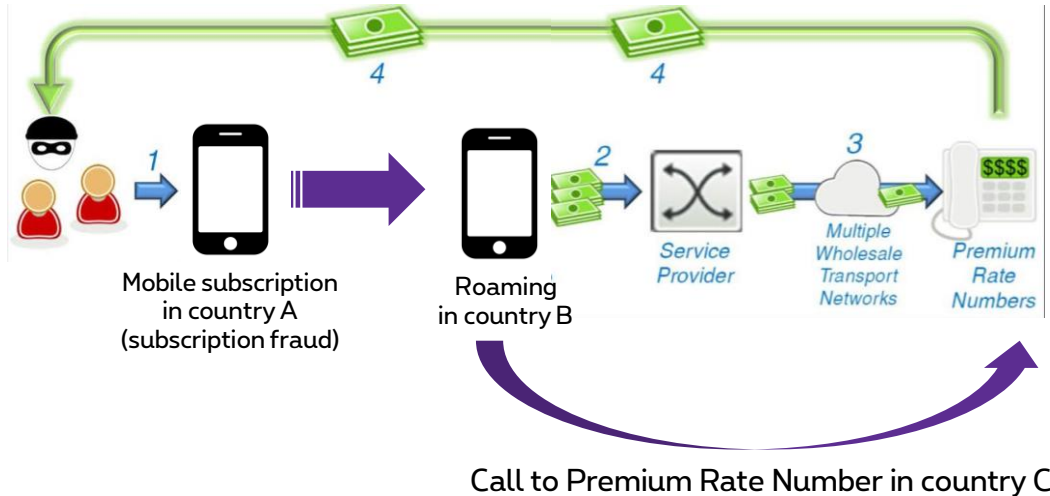 4
4
1
2
3
$$$$
Mobile subscription
in country A
(subscription fraud)
Roaming
in country B
Service
Provider
Multiple
Wholesale
Transport
Networks
Premium
Rate
Numbers
Call to Premium Rate Number in country C